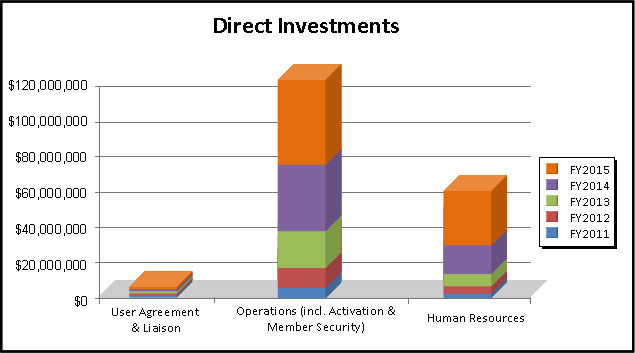 Direct Investments
$120,000,000
$100,000,000
$80,000,000
$60,000,000
$40,000,000
$20,000,000
$0
User Agreement
& Liaison
Operations (incl. Activation &
Member Security)
Human Resources
FY2015
FY2014
FY2013
FY2012
FY2011